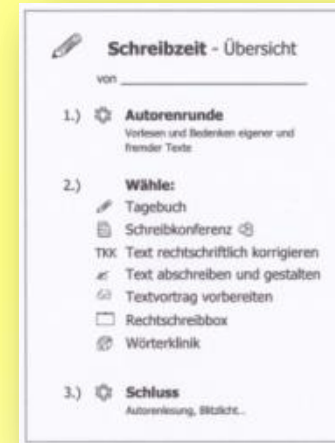 Schreibzeit - Übersicht
von
1.) Autorenrunde
Vorlesen und Bedenken eigener und
fremder Texte
2.) Wähle:
Tagebuch
Schreibkonferenz
TKK Text rechtschriftlich korrigieren
Text abschreiben und gestalten
Textvortrag vorbereiten
Rechtschreibbox
Wörterklinik
3.) Schluss
Autorenlesung, Blitzlicht...